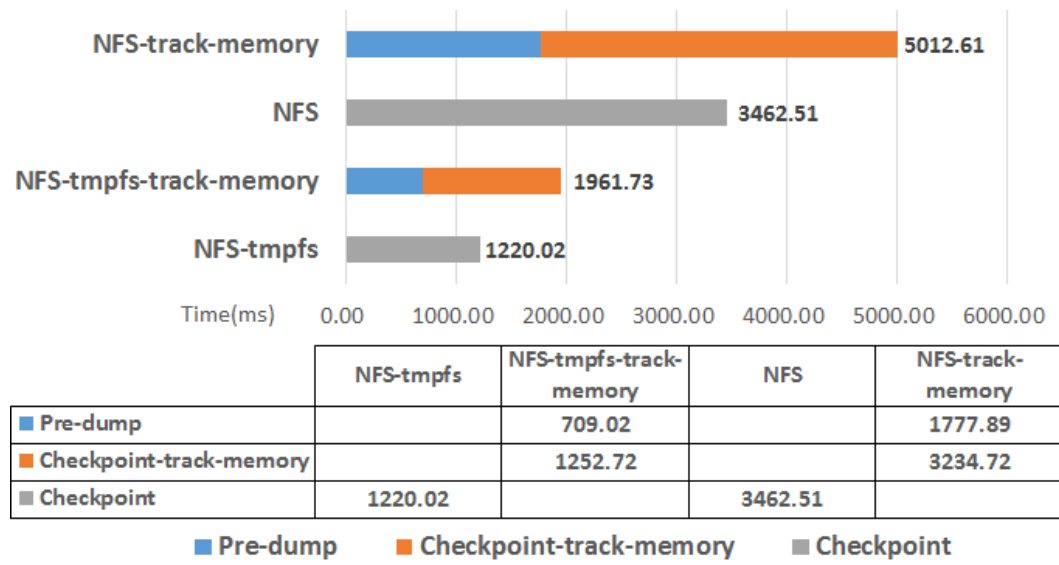 NFS-track-memory 5012.61
NFS 3462.51
NFS-tmpfs-track-memory 1961.73
NFS-tmpfs 1220.02
Time(ms) 0.00 1000.00 2000.00 3000.00 4000.00 5000.00 6000.00
NFS-tmpfs NFS-tmpfs-track-memory NFS NFS-track-memory
Pre-dump 709.02 1777.89
Checkpoint-track-memory 1252.72 3234.72
Checkpoint 1220.02 3462.51
Pre-dump Checkpoint-track-memory Checkpoint